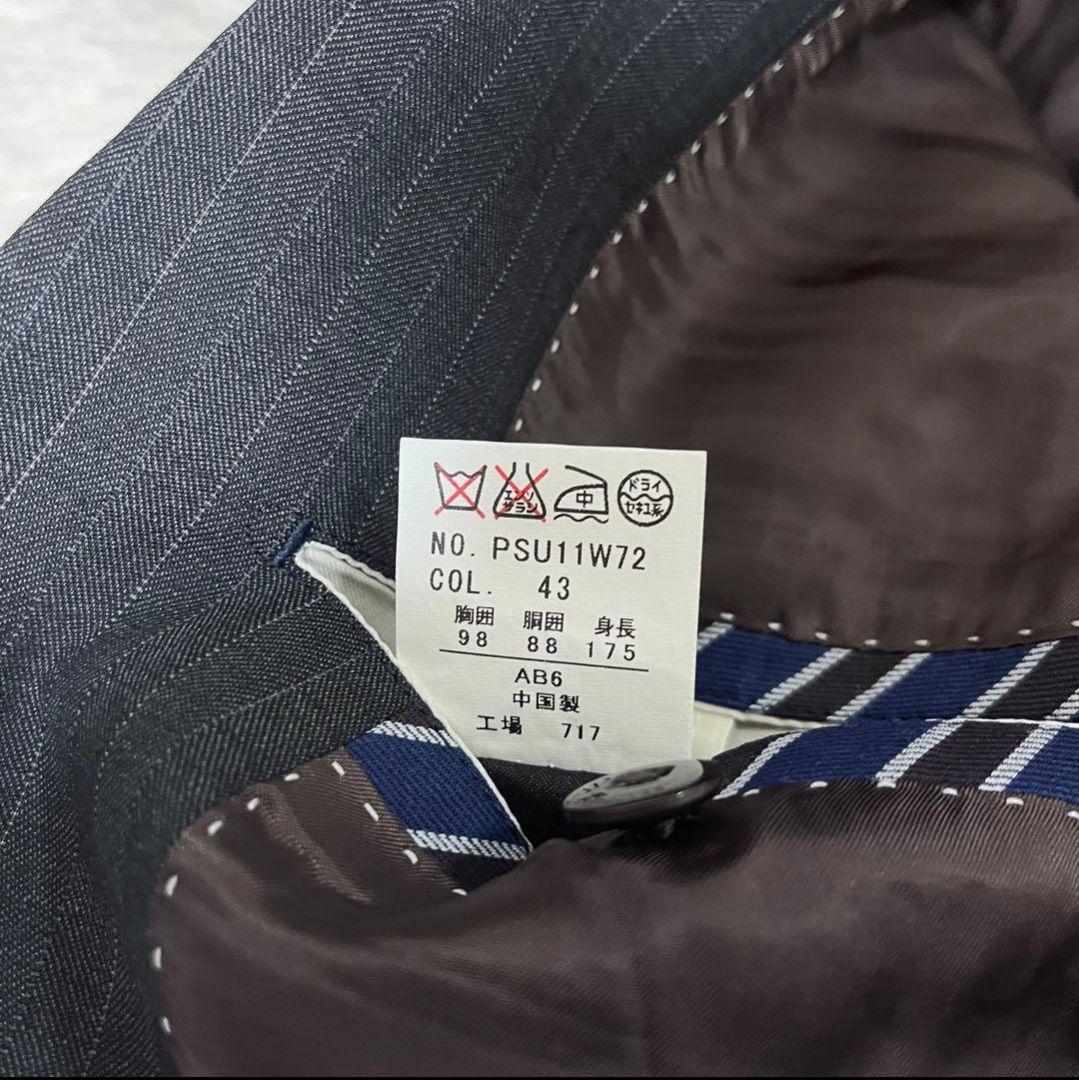 エンソ
サラシ
中
ドライ
セキユ系
NO. PSU11W72
COL. 43
胸囲 胴囲 身長
98 88 175
AB6
中国製
工場 717